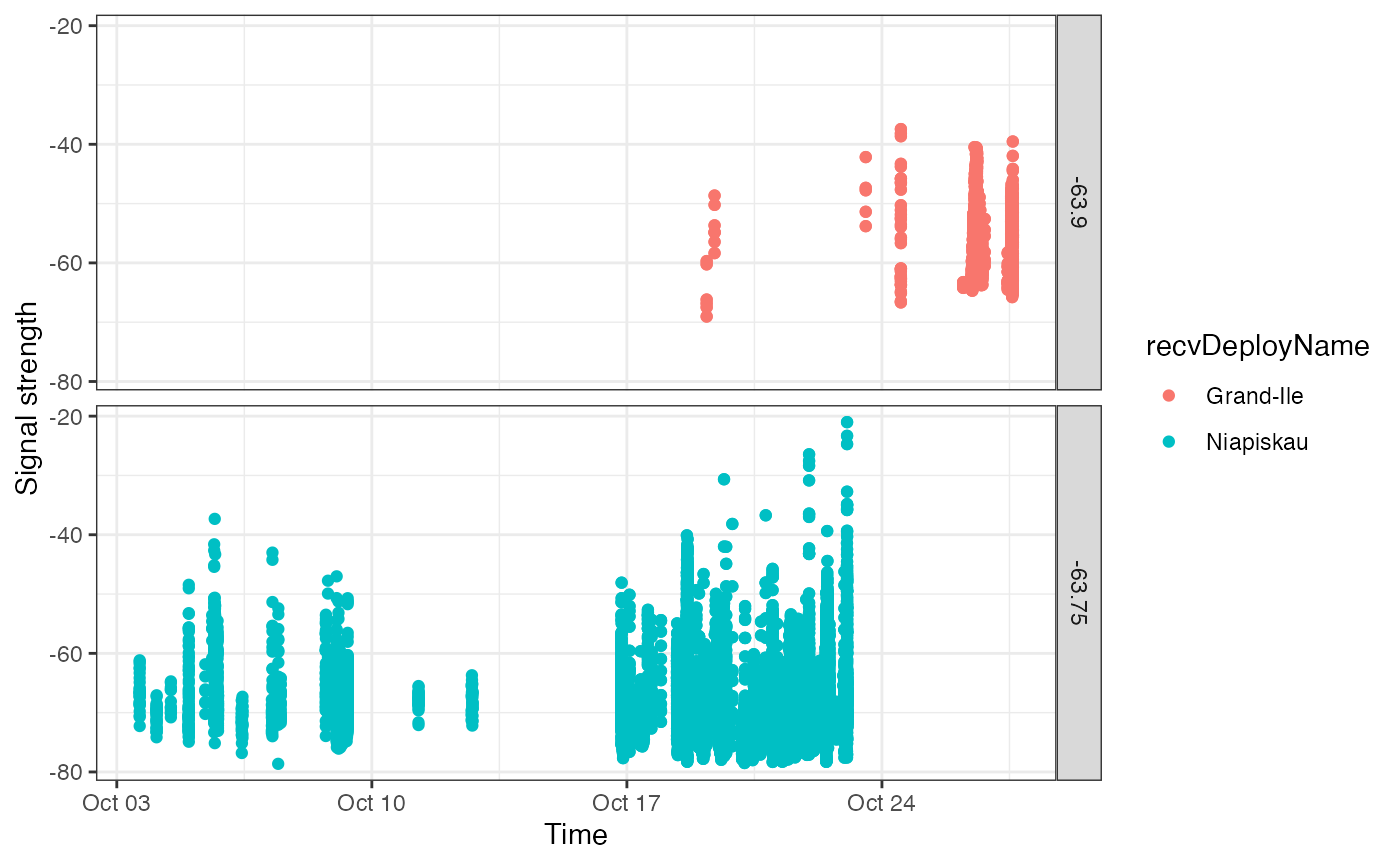 Signal strength
-20
-40
-60
-80
-63.9
-20
-40
-60
-80
-63.75
Oct 03 Oct 10 Oct 17 Oct 24
Time
recvDeployName
Grand-Ile
Niapiskau